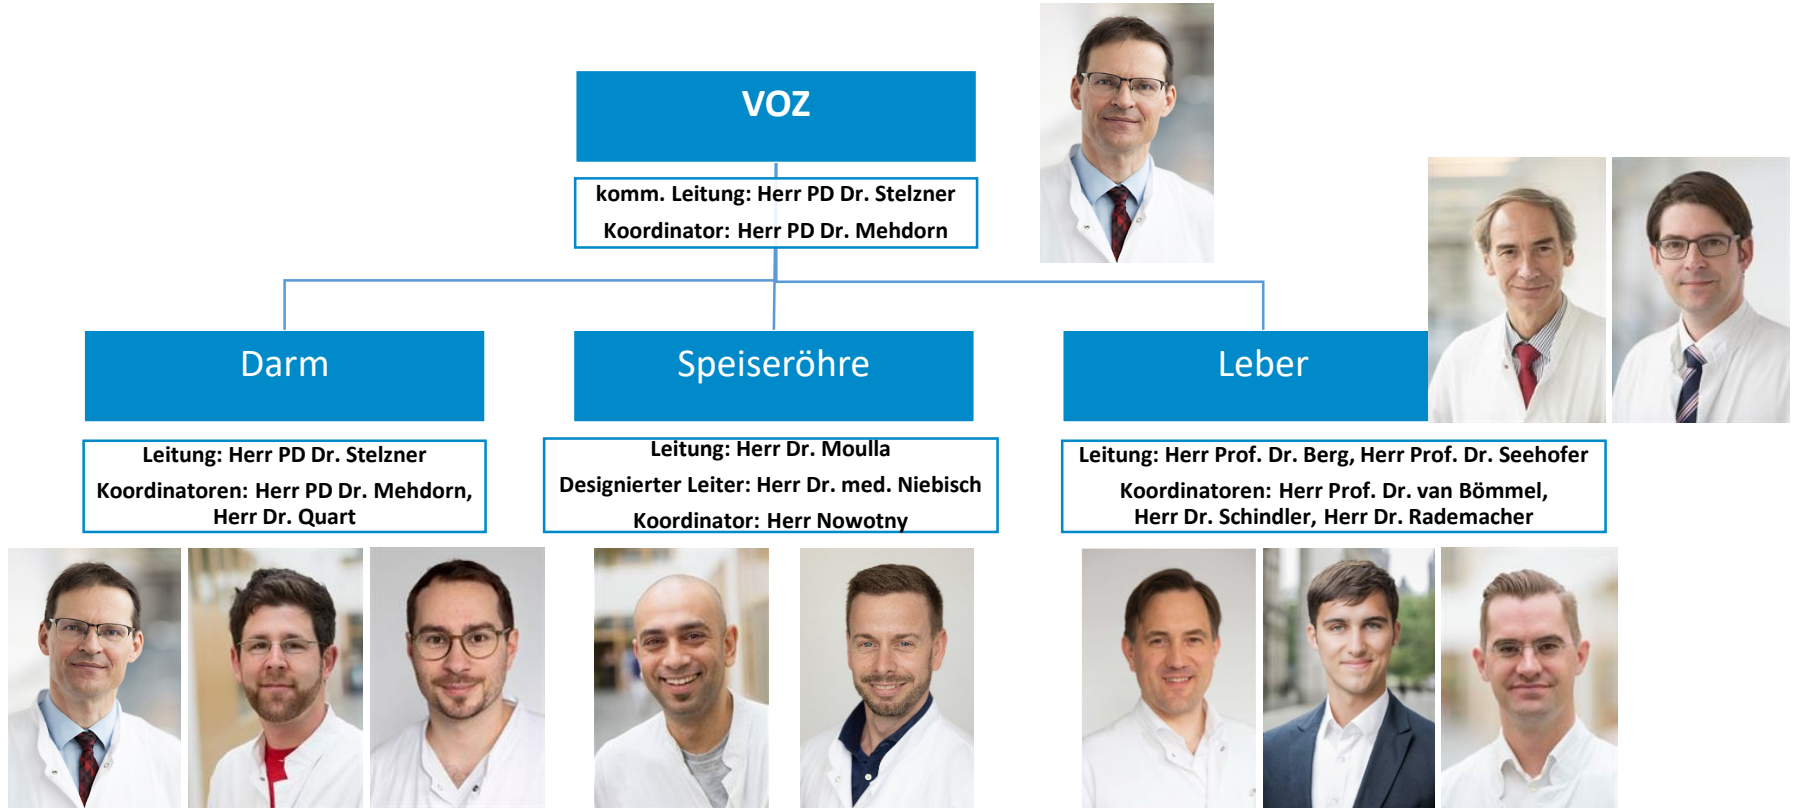 VOZ
komm. Leitung: Herr PD Dr. Stelzner
Koordinator: Herr PD Dr. Mehdorn
Darm
Leitung: Herr PD Dr. Stelzner
Koordinatoren: Herr PD Dr. Mehdorn,
Herr Dr. Quart
Speiseröhre
Leitung: Herr Dr. Moulla
Designierter Leiter: Herr Dr. med. Niebisch
Koordinator: Herr Nowotny
Leber
Leitung: Herr Prof. Dr. Berg, Herr Prof. Dr. Seehofer
Koordinatoren: Herr Prof. Dr. van Bömmel,
Herr Dr. Schindler, Herr Dr. Rademacher